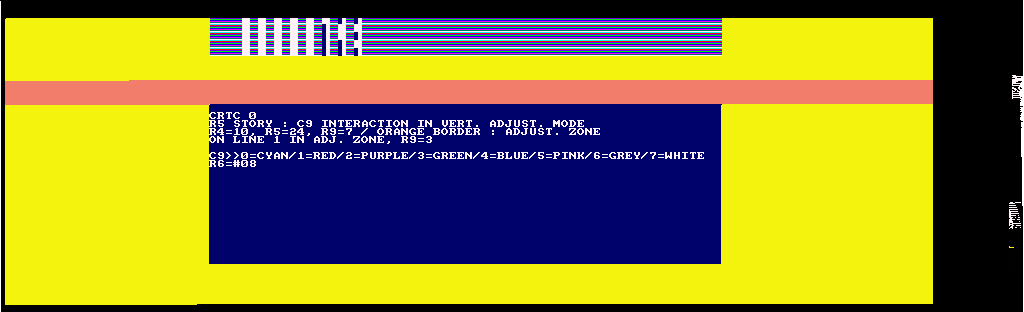 CRTC 0
R5 STORY : C9 INTERACTION IN VERT. ADJUST. MODE
R4=10, R5=24, R9=7 / ORANGE BORDER : ADJUST. ZONE
ON LINE 1 IN ADJ. ZONE, R9=3
C9>>0=CYAN/1=RED/2=PURPLE/3=GREEN/4=BLUE/5=PINK/6=GREY/7=WHITE
R6=#08